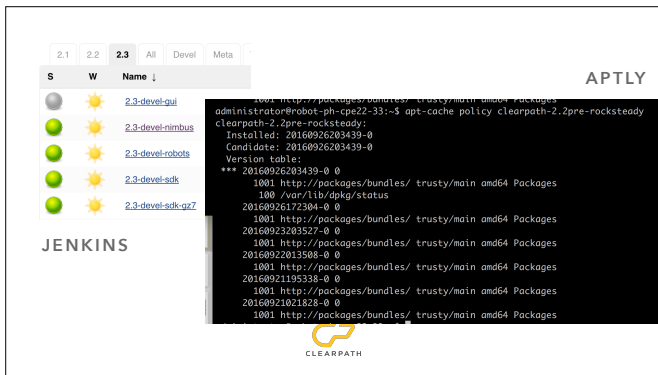 2.1 2.2 2.3 All Devel Meta
S W Name ↓
2.3-devel-gui
2.3-devel-nimbus
2.3-devel-robots
2.3-devel-sdk
2.3-devel-sdk-gz7
JENKINS
APTLY
1001 http://packages/bundles/ trusty/main amd64 Packages
administrator@robot-ph-cpe22-33:~$ apt-cache policy clearpath-2.2pre-rocksteady
clearpath-2.2pre-rocksteady:
Installed: 20160926203439-0
Candidate: 20160926203439-0
Version table:
*** 20160926203439-0 0
1001 http://packages/bundles/ trusty/main amd64 Packages
100 /var/lib/dpkg/status
20160926172304-0 0
1001 http://packages/bundles/ trusty/main amd64 Packages
20160923203527-0 0
1001 http://packages/bundles/ trusty/main amd64 Packages
20160922013508-0 0
1001 http://packages/bundles/ trusty/main amd64 Packages
20160921195338-0 0
1001 http://packages/bundles/ trusty/main amd64 Packages
20160921021828-0 0
1001 http://packages/bundles/ trusty/main amd64 Packages
CLEARPATH